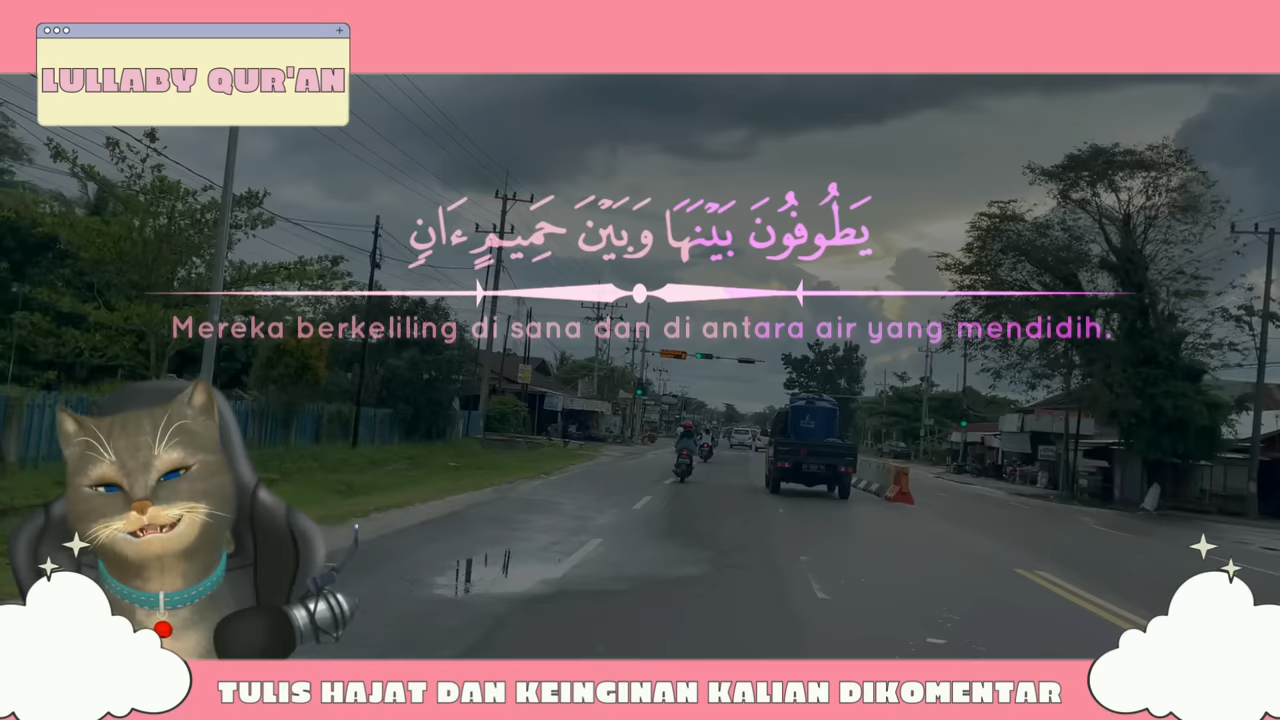 LULLABY QUR'AN
يَطُوفُونَ بَيْنَهَا وَبَيْنَ حَمِيمٍ ءَانٍ
Mereka berkeliling di sana dan di antara air yang mendidih.
TULIS HAJAT DAN KEINGINAN KALIAN DIKOMENTAR